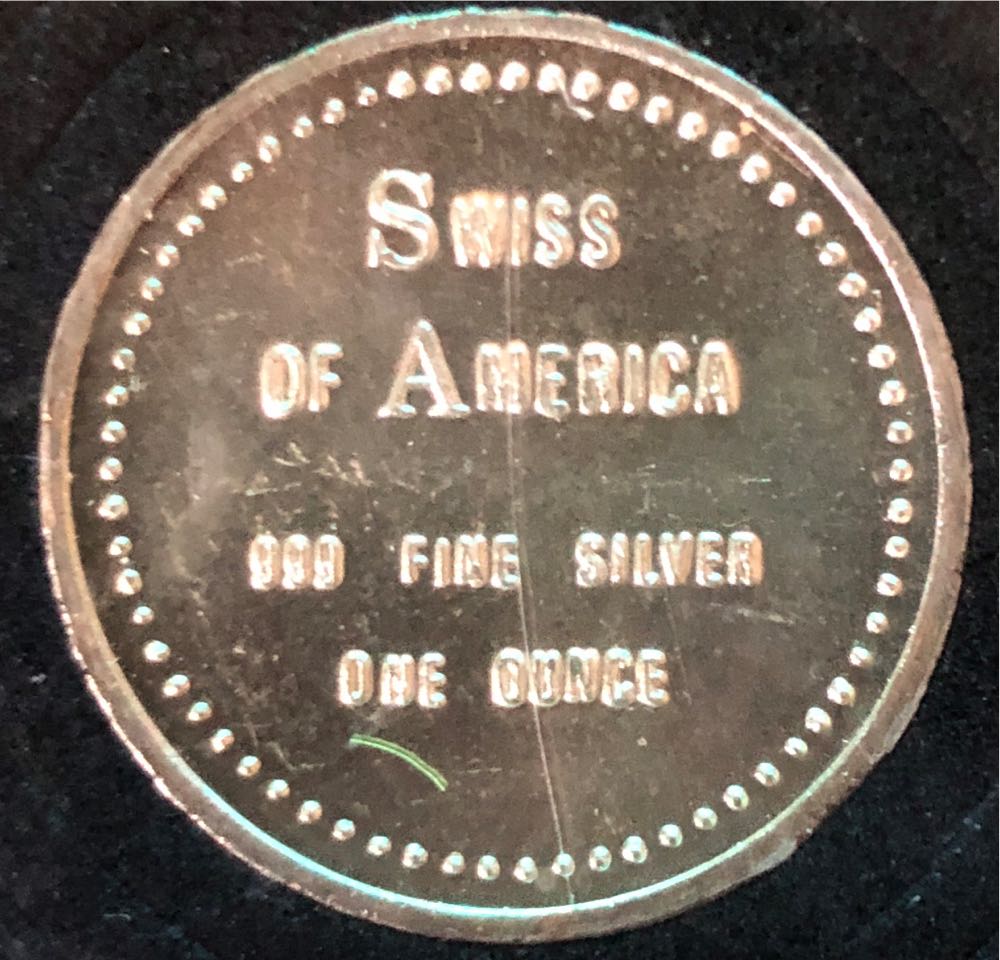 SWISS
OF AMERICA
999 FINE SILVER
ONE OUNCE